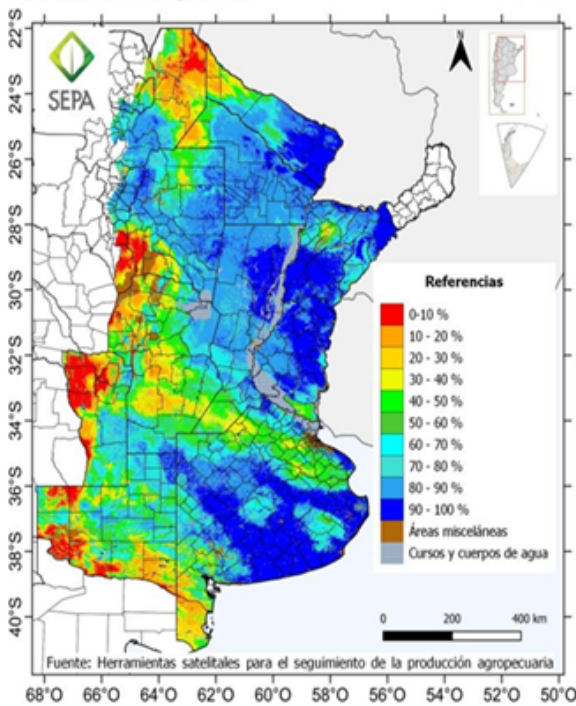 22°S
24°S
26°S
28°S
30°S
32°S
34°S
36°S
38°S
40°S
SEPA
N
Referencias
0-10 %
10 - 20 %
20 - 30 %
30 - 40 %
40 - 50 %
50 - 60 %
60 - 70 %
70 - 80 %
80 - 90 %
90 - 100 %
Áreas misceláneas
Cursos y cuerpos de agua
0 200 400 km
Fuente: Herramientas satelitales para el seguimiento de la producción agropecuaria
68°O 66°O 64°O 62°O 60°O 58°O 56°O 54°O 52°O 50°O